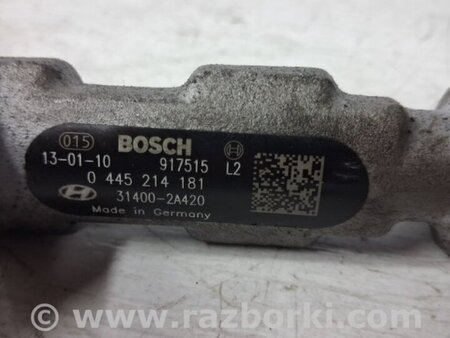 015 BOSCH
13-01-10 917515 L2
0 445 214 181
31400-2A420
Made in Germany
© www.razborki.com